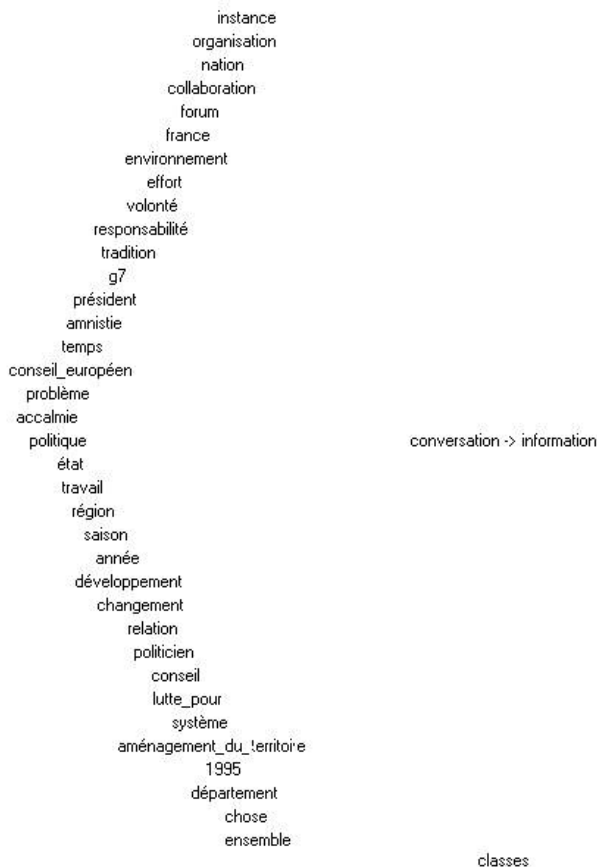 instance
organisation
nation
collaboration
forum
france
environnement
effort
volonté
responsabilité
tradition
g7
président
amnistie
temps
conseil_européen
problème
accalmie
politique
conversation -> information
état
travail
région
saison
année
développement
changement
relation
politicien
conseil
lutte_pour
système
aménagement_du_territoire
1995
département
chose
ensemble
classes